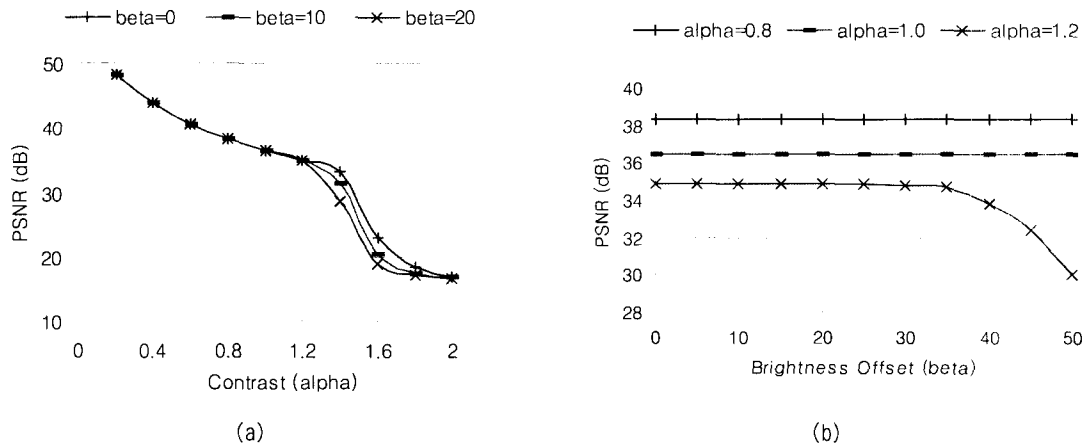 beta=0 beta=10 beta=20
50
40
30
20
10
PSNR (dB)
0 0.4 0.8 1.2 1.6 2
Contrast (alpha)
(a)
alpha=0.8 alpha=1.0 alpha=1.2
40
38
36
34
32
30
28
PSNR (dB)
0 10 20 30 40 50
Brightness Offset (beta)
(b)